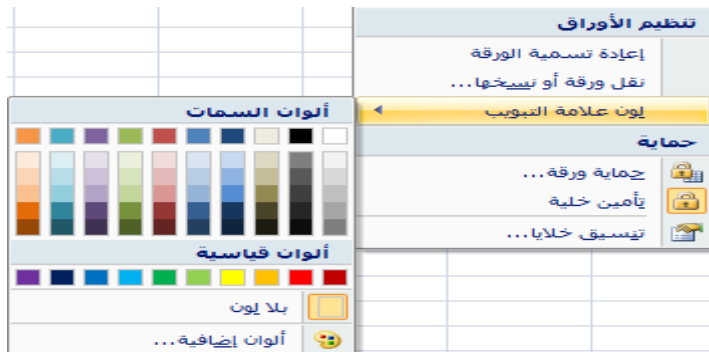 تنظيم الأوراق
إعادة تسمية الورقة
نقل ورقة أو نسخها...
لون علامة التبويب
حماية
حماية ورقة...
تأمين خلية
تنسيق خلايا...
ألوان السمات
ألوان قياسية
بلا لون
ألوان إضافية...